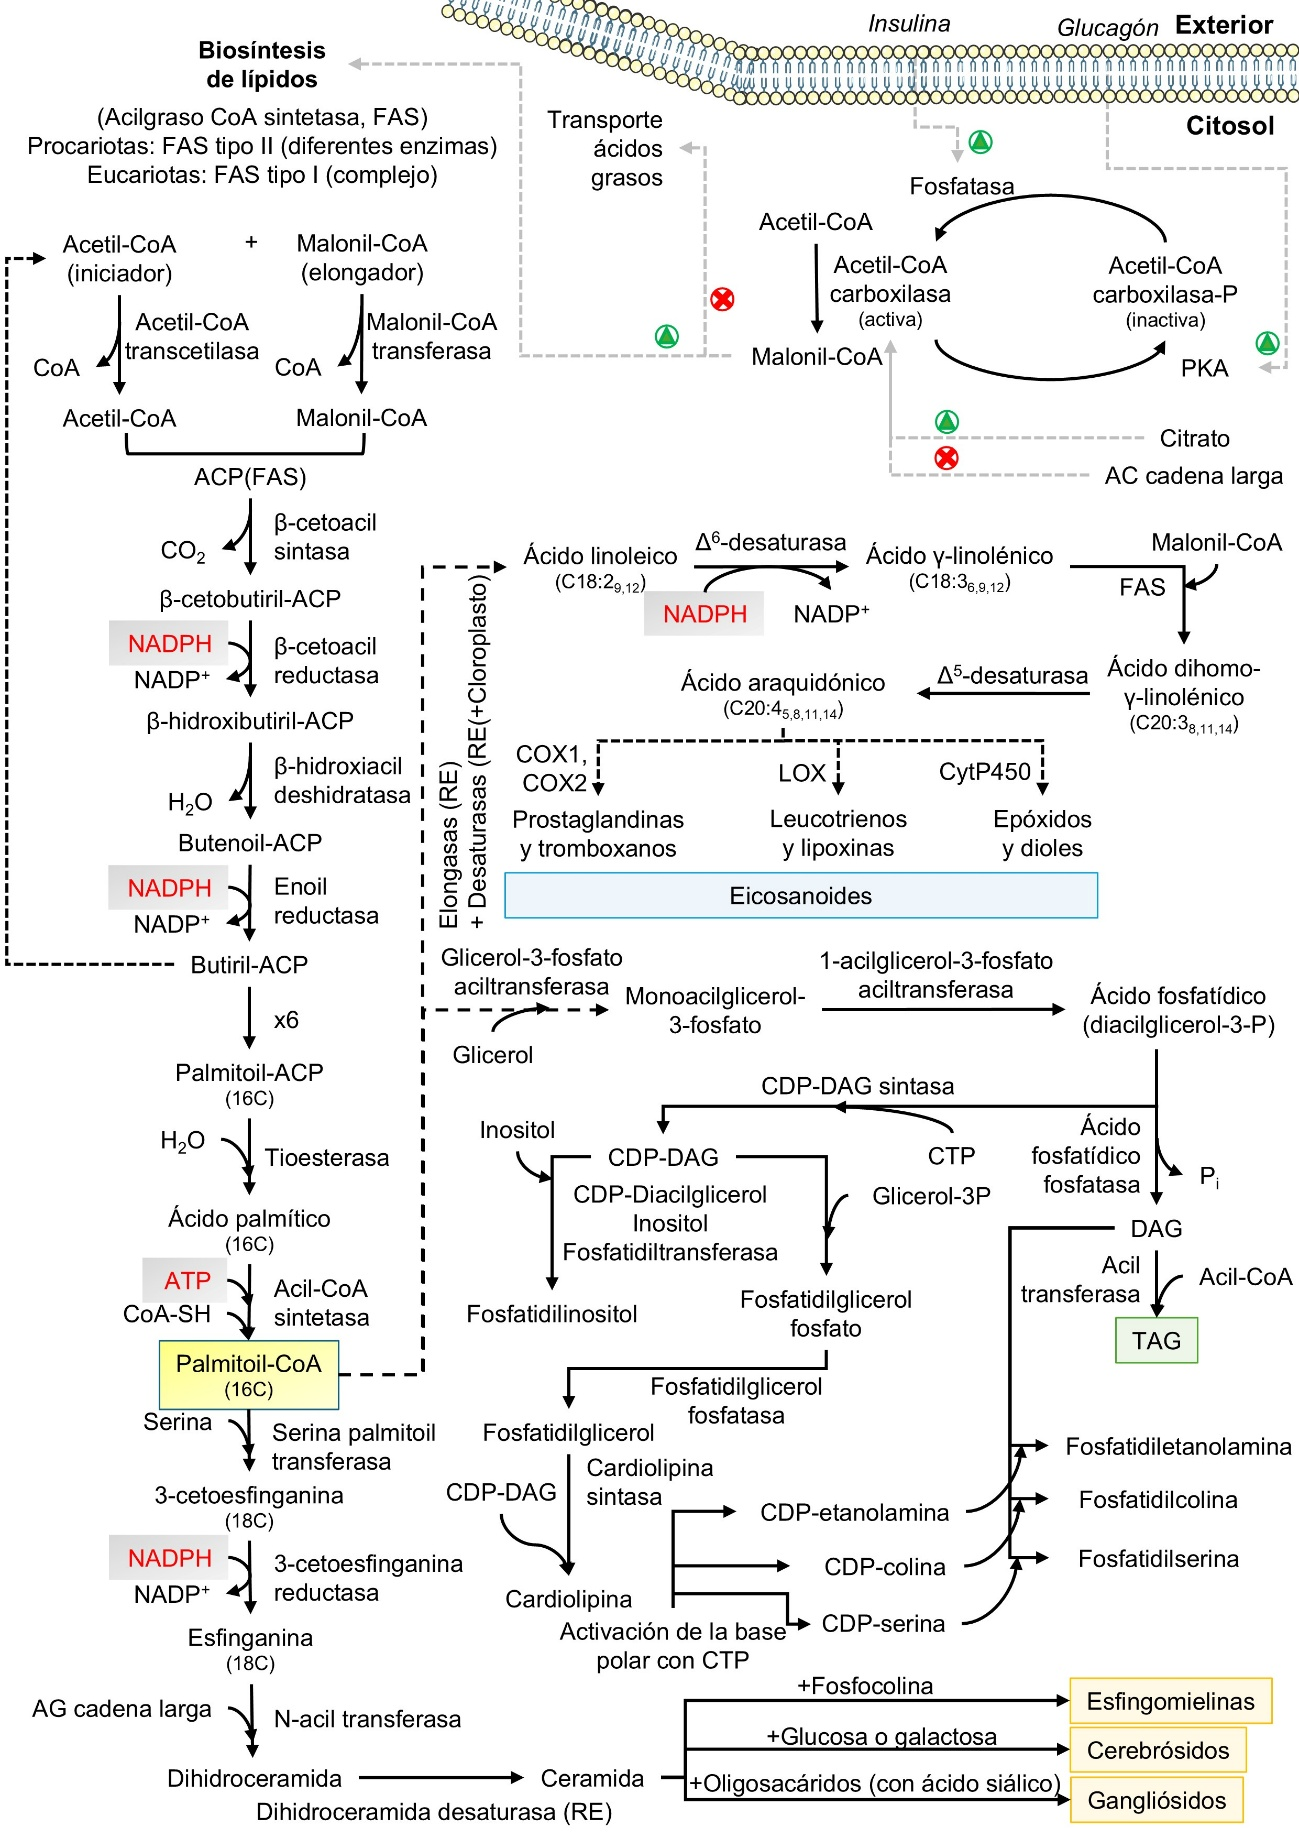 Insulina
Glucagón
Exterior
Citosol
Biosíntesis
de lípidos
(Acilgraso CoA sintetasa, FAS)
Procariotas: FAS tipo II (diferentes enzimas)
Eucariotas: FAS tipo I (complejo)
Transporte
ácidos
grasos
Fosfatasa
Acetil-CoA
Acetil-CoA
carboxilasa
(activa)
Acetil-CoA
carboxilasa-P
(inactiva)
Malonil-CoA
PKA
Citrato
AC cadena larga
Acetil-CoA
(iniciador)
+
Malonil-CoA
(elongador)
Acetil-CoA
transcetilasa
CoA
Malonil-CoA
transferasa
CoA
Acetil-CoA
Malonil-CoA
ACP(FAS)
β-cetoacil
sintasa
CO2
β-cetobutiril-ACP
NADPH
NADP+
β-cetoacil
reductasa
β-hidroxibutiril-ACP
β-hidroxiacil
deshidratasa
H2O
Butenoil-ACP
NADPH
NADP+
Enoil
reductasa
Butiril-ACP
x6
Palmitoil-ACP
(16C)
H2O
Tioesterasa
Ácido palmítico
(16C)
ATP
CoA-SH
Acil-CoA
sintetasa
Palmitoil-CoA
(16C)
Serina
Serina palmitoil
transferasa
3-cetoesfinganina
(18C)
NADPH
NADP+
3-cetoesfinganina
reductasa
Esfinganina
(18C)
AG cadena larga
N-acil transferasa
Dihidroceramida
Dihidroceramida desaturasa (RE)
Ceramida
+Fosfocolina
Esfingomielinas
+Glucosa o galactosa
Cerebrósidos
+Oligosacáridos (con ácido siálico)
Gangliósidos
Elongasas (RE)
+ Desaturasas (RE(+Cloroplasto)
Ácido linoleico
(C18:29,12)
Δ6-desaturasa
NADPH
NADP+
Ácido γ-linolénico
(C18:36,9,12)
Malonil-CoA
FAS
Ácido dihomo-
γ-linolénico
(C20:38,11,14)
Δ5-desaturasa
Ácido araquidónico
(C20:45,8,11,14)
COX1,
COX2
LOX
CytP450
Prostaglandinas
y tromboxanos
Leucotrienos
y lipoxinas
Epóxidos
y dioles
Eicosanoides
Glicerol-3-fosfato
aciltransferasa
Glicerol
Monoacilglicerol-
3-fosfato
1-acilglicerol-3-fosfato
aciltransferasa
Ácido fosfatídico
(diacilglicerol-3-P)
CDP-DAG sintasa
CTP
Ácido
fosfatídico
fosfatasa
Pi
DAG
Acil
transferasa
Acil-CoA
TAG
Inositol
CDP-DAG
CDP-Diacilglicerol
Inositol
Fosfatidiltransferasa
Glicerol-3P
Fosfatidilinositol
Fosfatidilglicerol
fosfato
Fosfatidilglicerol
fosfatasa
Fosfatidilglicerol
CDP-DAG
Cardiolipina
sintasa
Cardiolipina
Activación de la base
polar con CTP
CDP-etanolamina
CDP-colina
CDP-serina
Fosfatidiletanolamina
Fosfatidilcolina
Fosfatidilserina